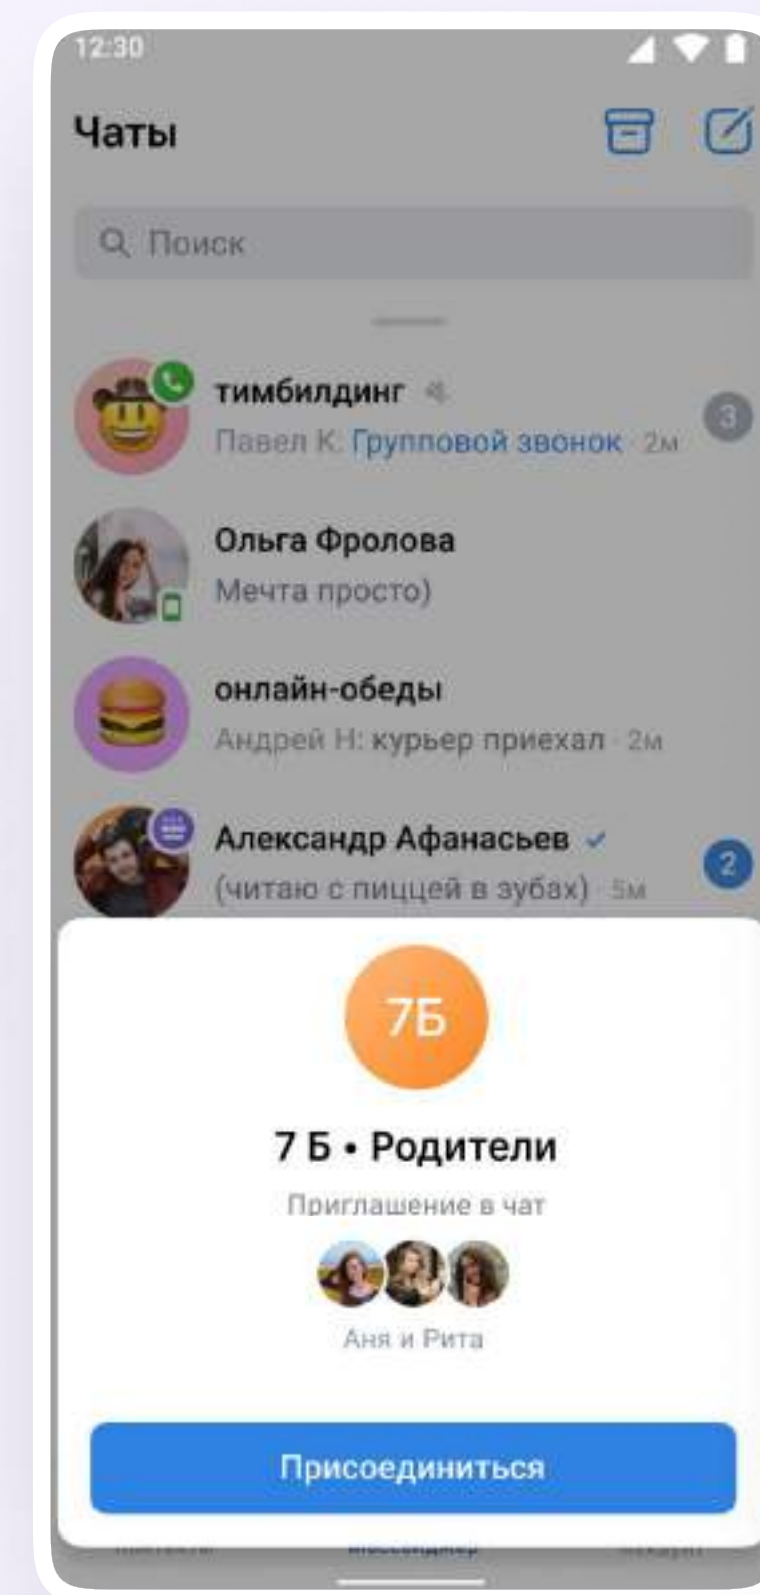 12:30
Чаты
Поиск
тимбилдинг
3
Павел К: Групповой звонок · 2м
Ольга Фролова
Мечта просто)
онлайн-обеды
Андрей Н: курьер приехал · 2м
Александр Афанасьев
2
(читаю с пиццей в зубах) · 5м
7Б
7 Б • Родители
Приглашение в чат
Аня и Рита
Присоединиться